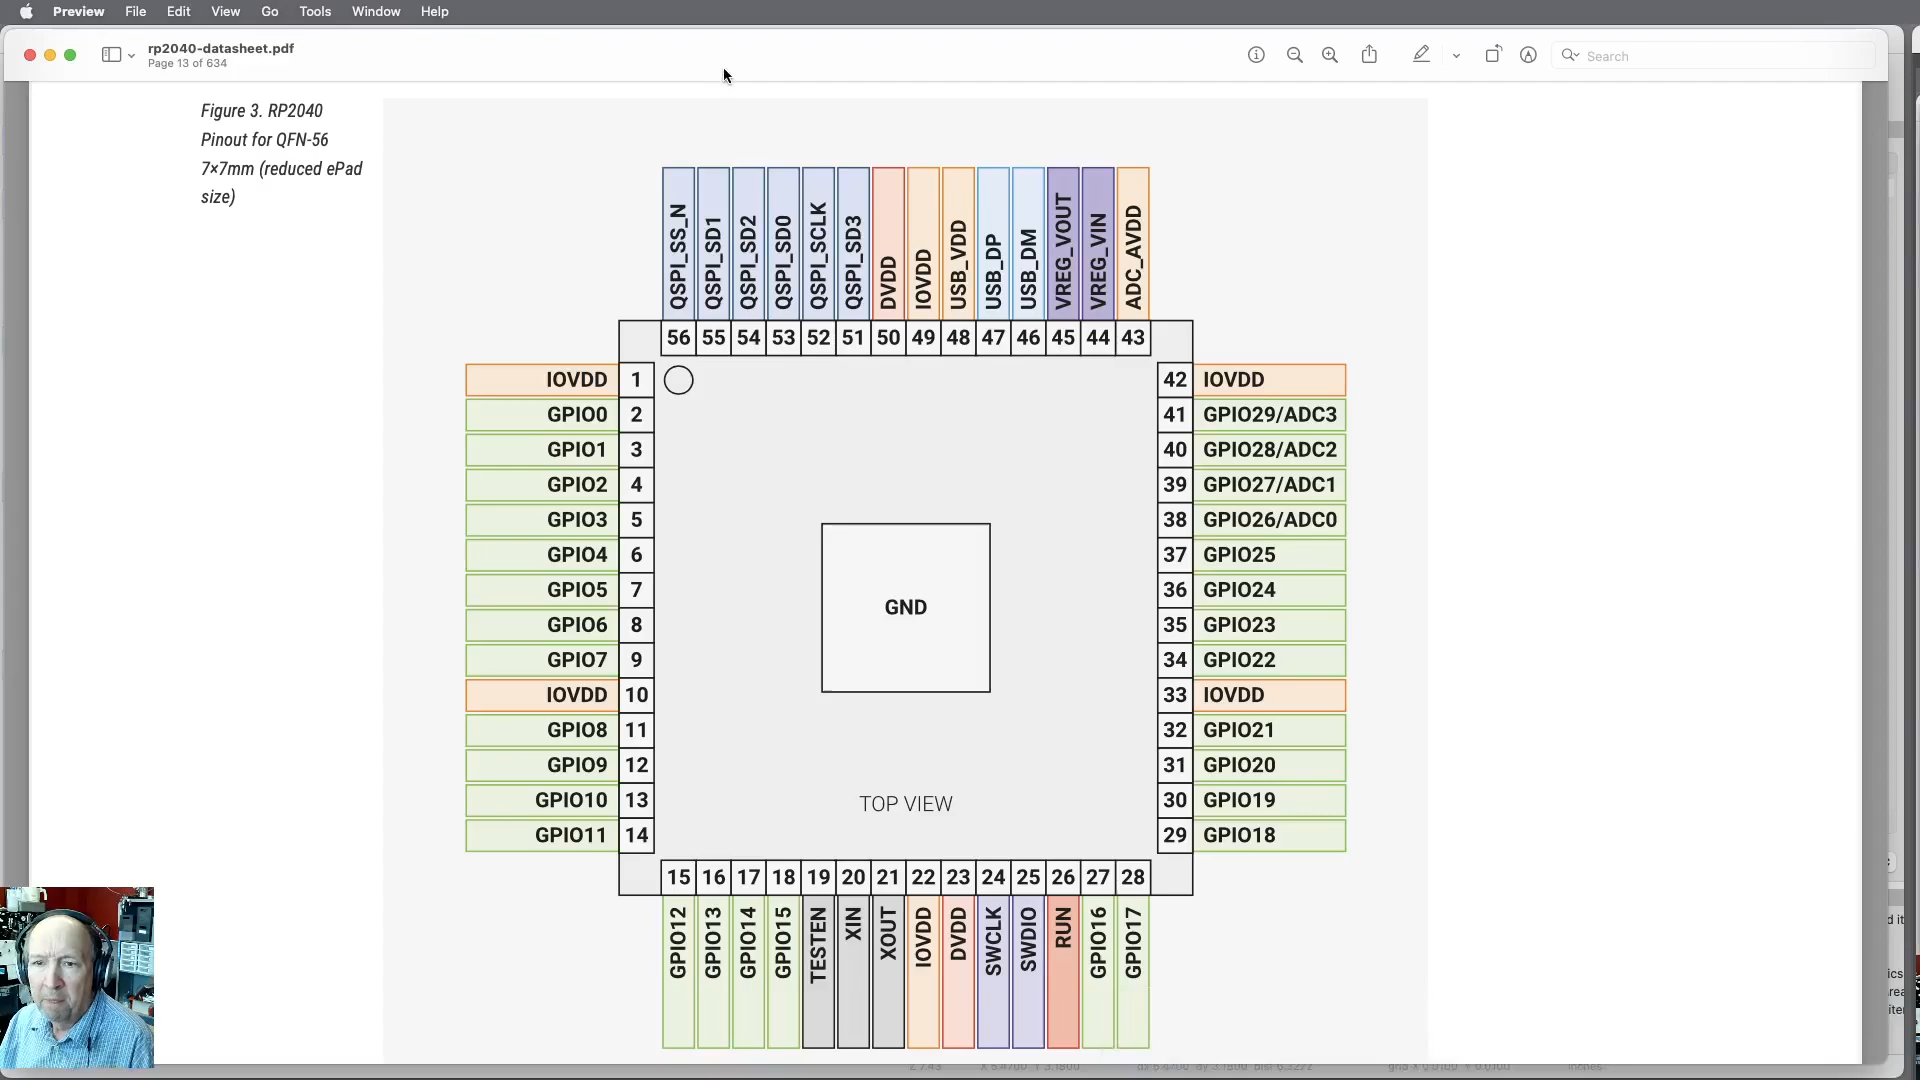 Preview File Edit View Go Tools Window Help
rp2040-datasheet.pdf
Page 13 of 634
Search
Figure 3. RP2040
Pinout for QFN-56
7×7mm (reduced ePad
size)
QSPI_SS_N QSPI_SD1 QSPI_SD2 QSPI_SD0 QSPI_SCLK QSPI_SD3 DVDD IOVDD USB_VDD USB_DP USB_DM VREG_VOUT VREG_VIN ADC_AVDD
56 55 54 53 52 51 50 49 48 47 46 45 44 43
IOVDD 1 42 IOVDD
GPIO0 2 41 GPIO29/ADC3
GPIO1 3 40 GPIO28/ADC2
GPIO2 4 39 GPIO27/ADC1
GPIO3 5 38 GPIO26/ADC0
GPIO4 6 37 GPIO25
GPIO5 7 36 GPIO24
GND
GPIO6 8 35 GPIO23
GPIO7 9 34 GPIO22
IOVDD 10 33 IOVDD
GPIO8 11 32 GPIO21
GPIO9 12 31 GPIO20
GPIO10 13 30 GPIO19
TOP VIEW
GPIO11 14 29 GPIO18
15 16 17 18 19 20 21 22 23 24 25 26 27 28
GPIO12 GPIO13 GPIO14 GPIO15 TESTEN XIN XOUT IOVDD DVDD SWCLK SWDIO RUN GPIO16 GPIO17